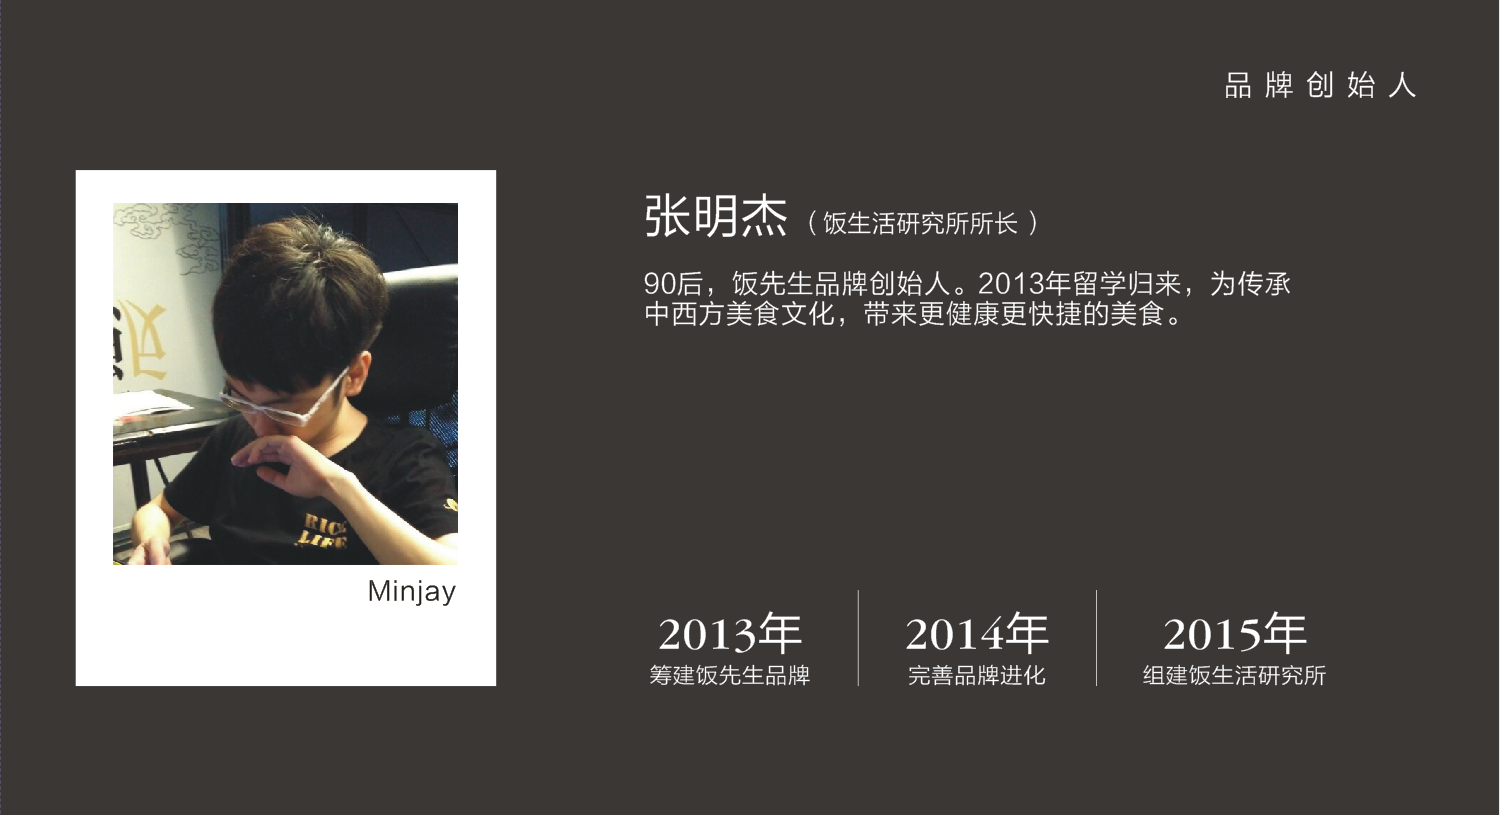 品牌创始人
张明杰（饭生活研究所所长 ）
90后，饭先生品牌创始人。2013年留学归来，为传承
中西方美食文化，带来更健康更快捷的美食。
RICE
LIFE
Minjay
2013年
筹建饭先生品牌
2014年
完善品牌进化
2015年
组建饭生活研究所